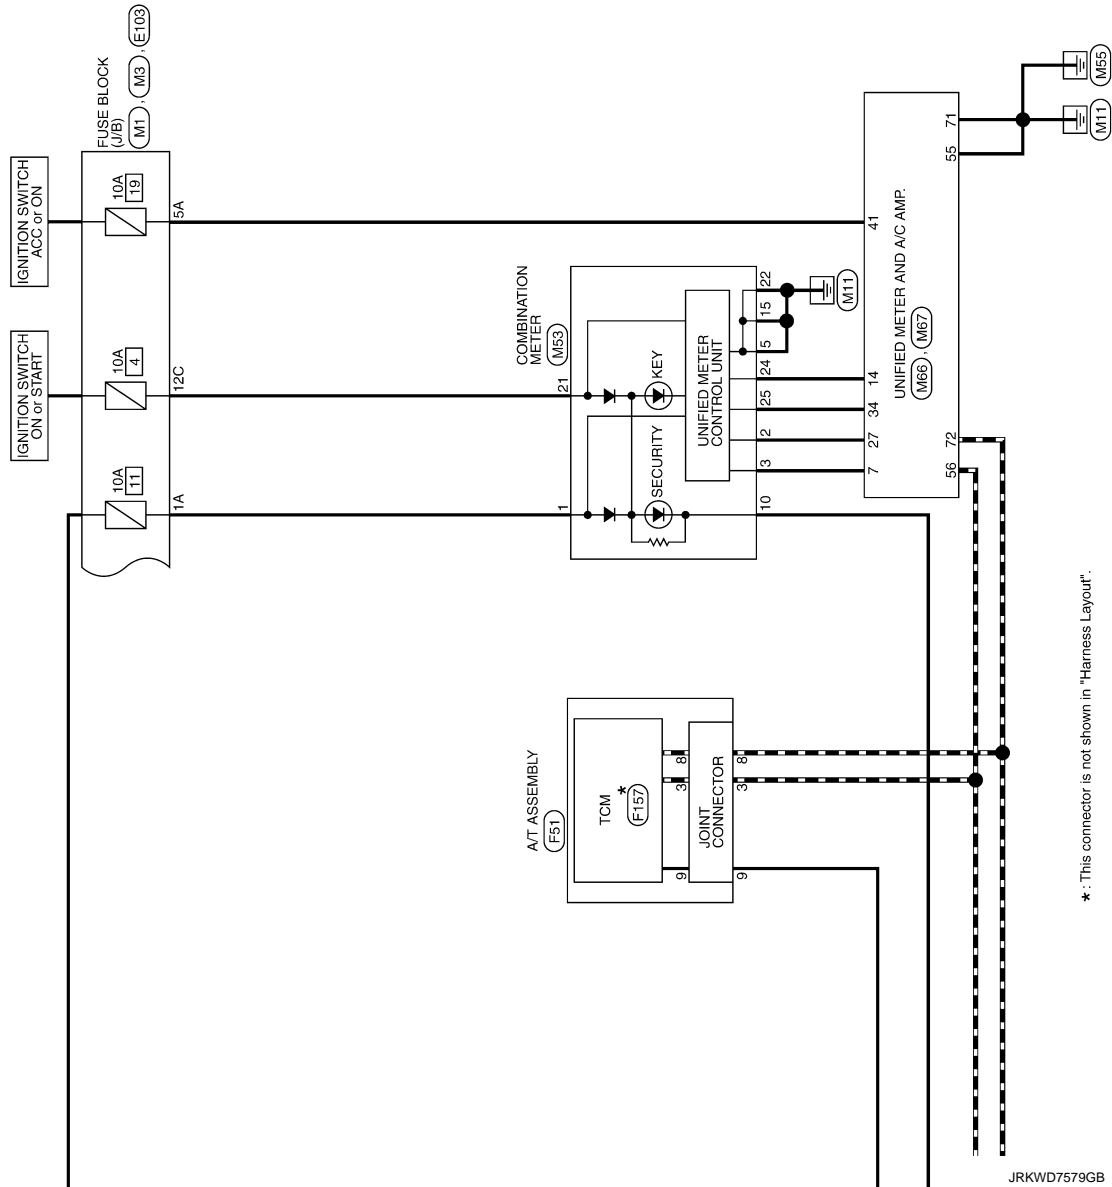 IGNITION SWITCH
ACC or ON
IGNITION SWITCH
ON or START
FUSE BLOCK
(J/B)
M1 , M3 , E103
10A
19
5A
10A
4
12C
10A
11
1A
COMBINATION
METER
M53
21
1
KEY
SECURITY
UNIFIED METER
CONTROL UNIT
22
15
5
24
25
2
3
10
M11
41
14
34
27
7
UNIFIED METER AND A/C AMP.
M66 , M67
71
55
72
56
M55
M11
A/T ASSEMBLY
F51
TCM
*
F157
8
3
9
JOINT
CONNECTOR
8
3
9
* : This connector is not shown in "Harness Layout".
JRKWD7579GB